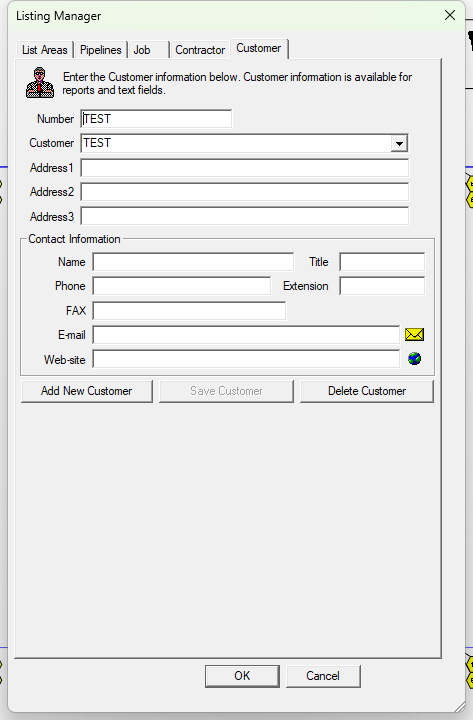 Listing Manager
List Areas Pipelines Job Contractor Customer
Enter the Customer information below. Customer information is available for
reports and text fields.
Number TEST
Customer TEST
Address1
Address2
Address3
Contact Information
Name Title
Phone Extension
FAX
E-mail
Web-site
Add New Customer Save Customer Delete Customer
OK Cancel